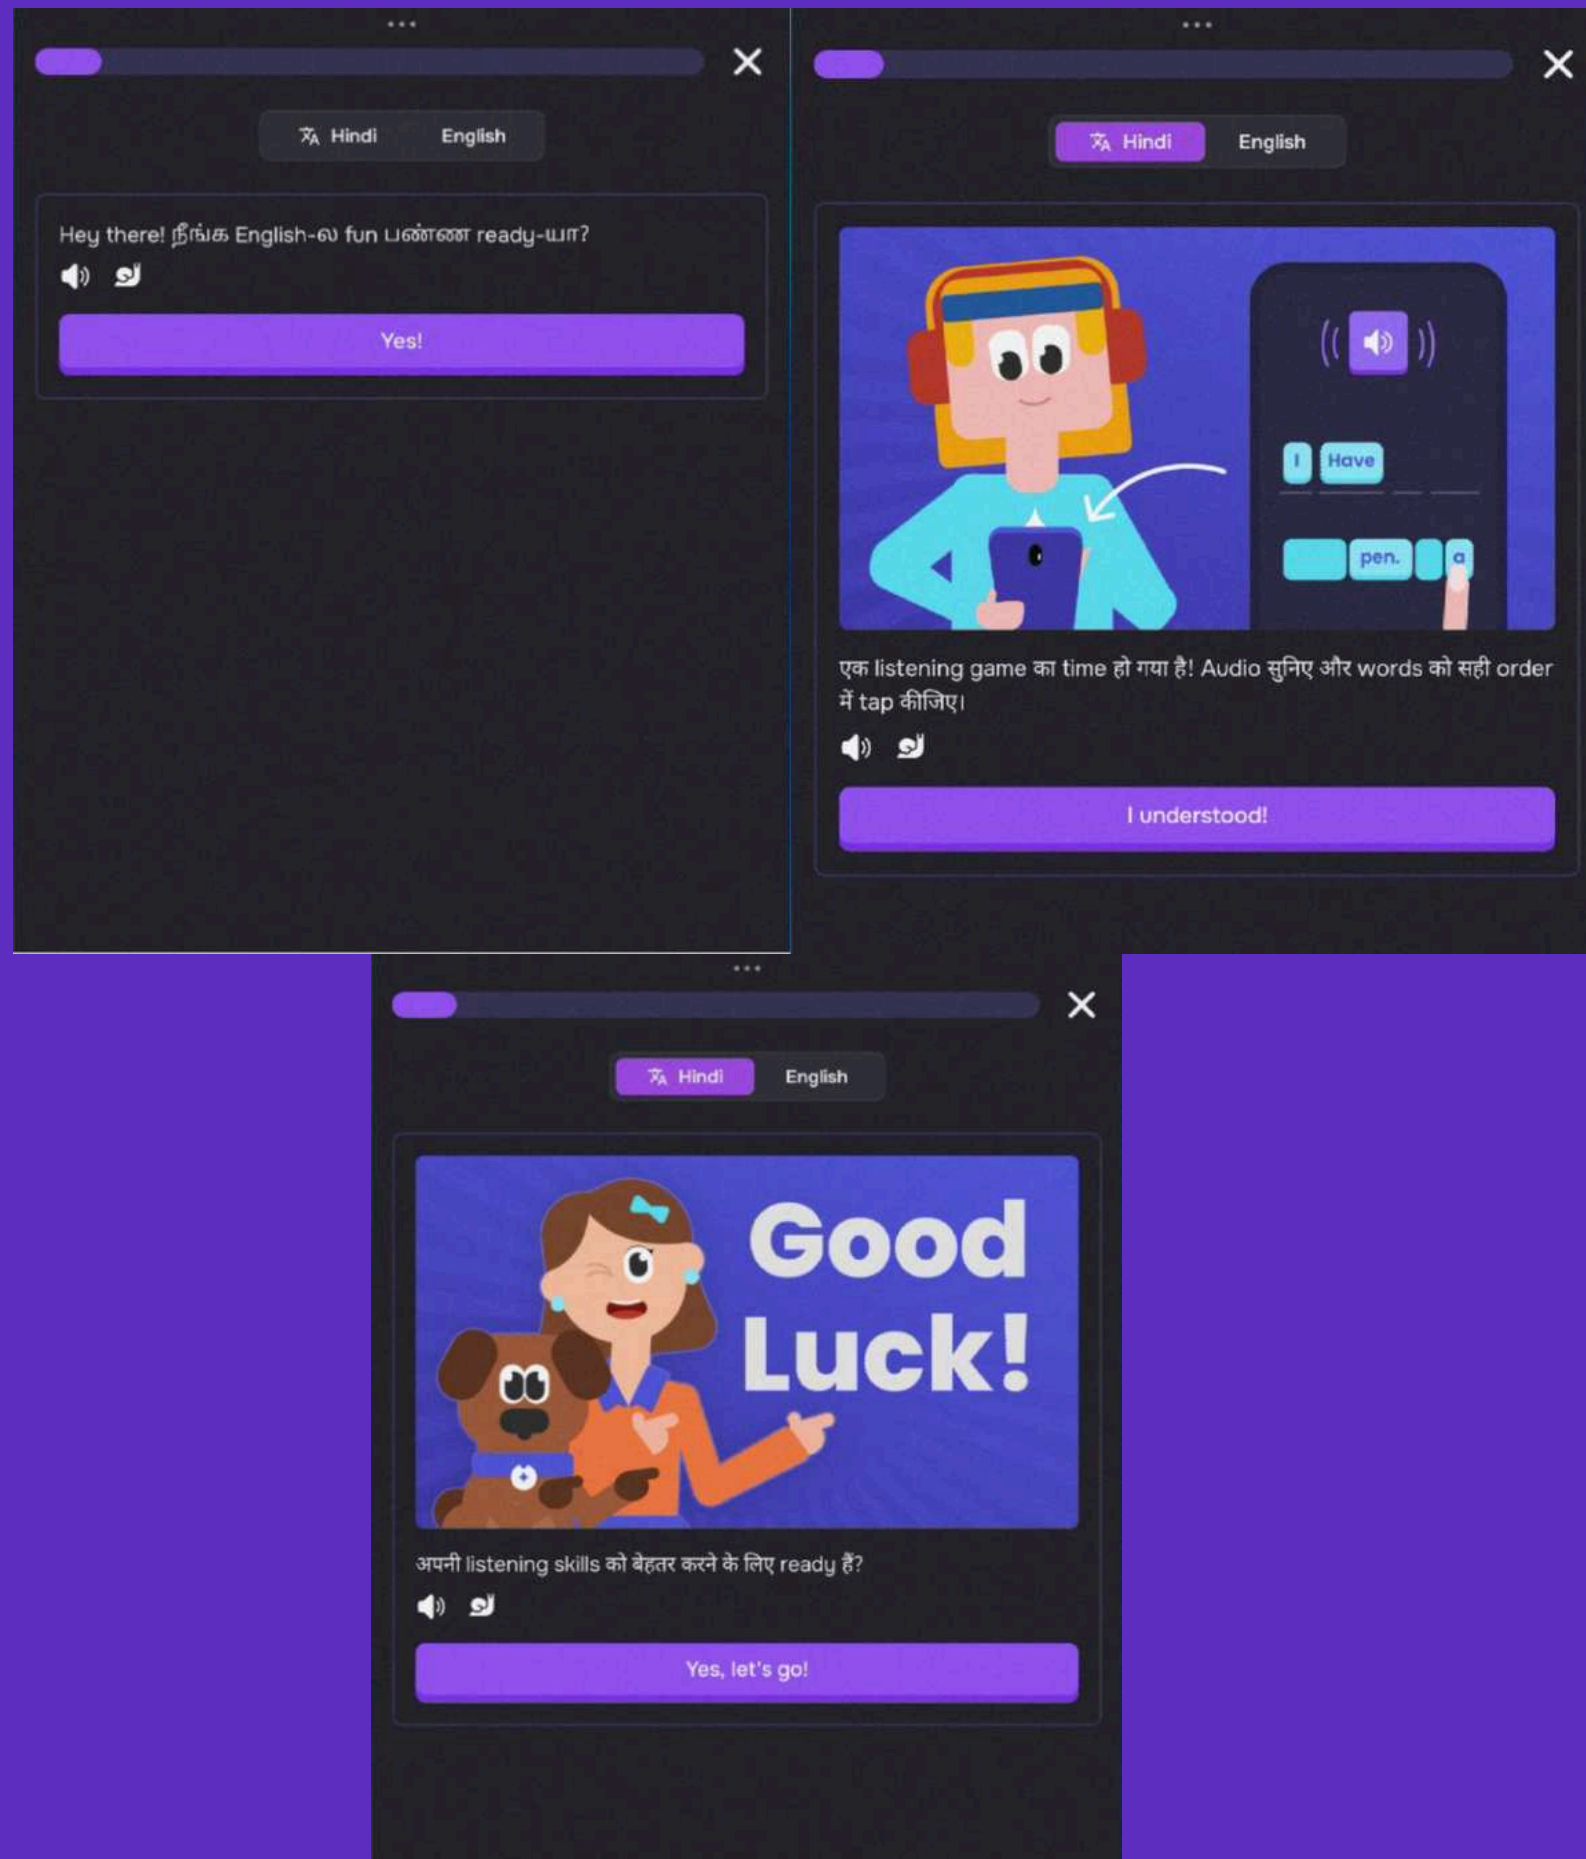 Hindi English
Hey there! நீங்க English-ல fun பண்ண ready-யா?
Yes!
Hindi English
I Have
pen. a
एक listening game का time हो गया है! Audio सुनिए और words को सही order
में tap कीजिए।
I understood!
Hindi English
Good
Luck!
अपनी listening skills को बेहतर करने के लिए ready हैं?
Yes, let's go!